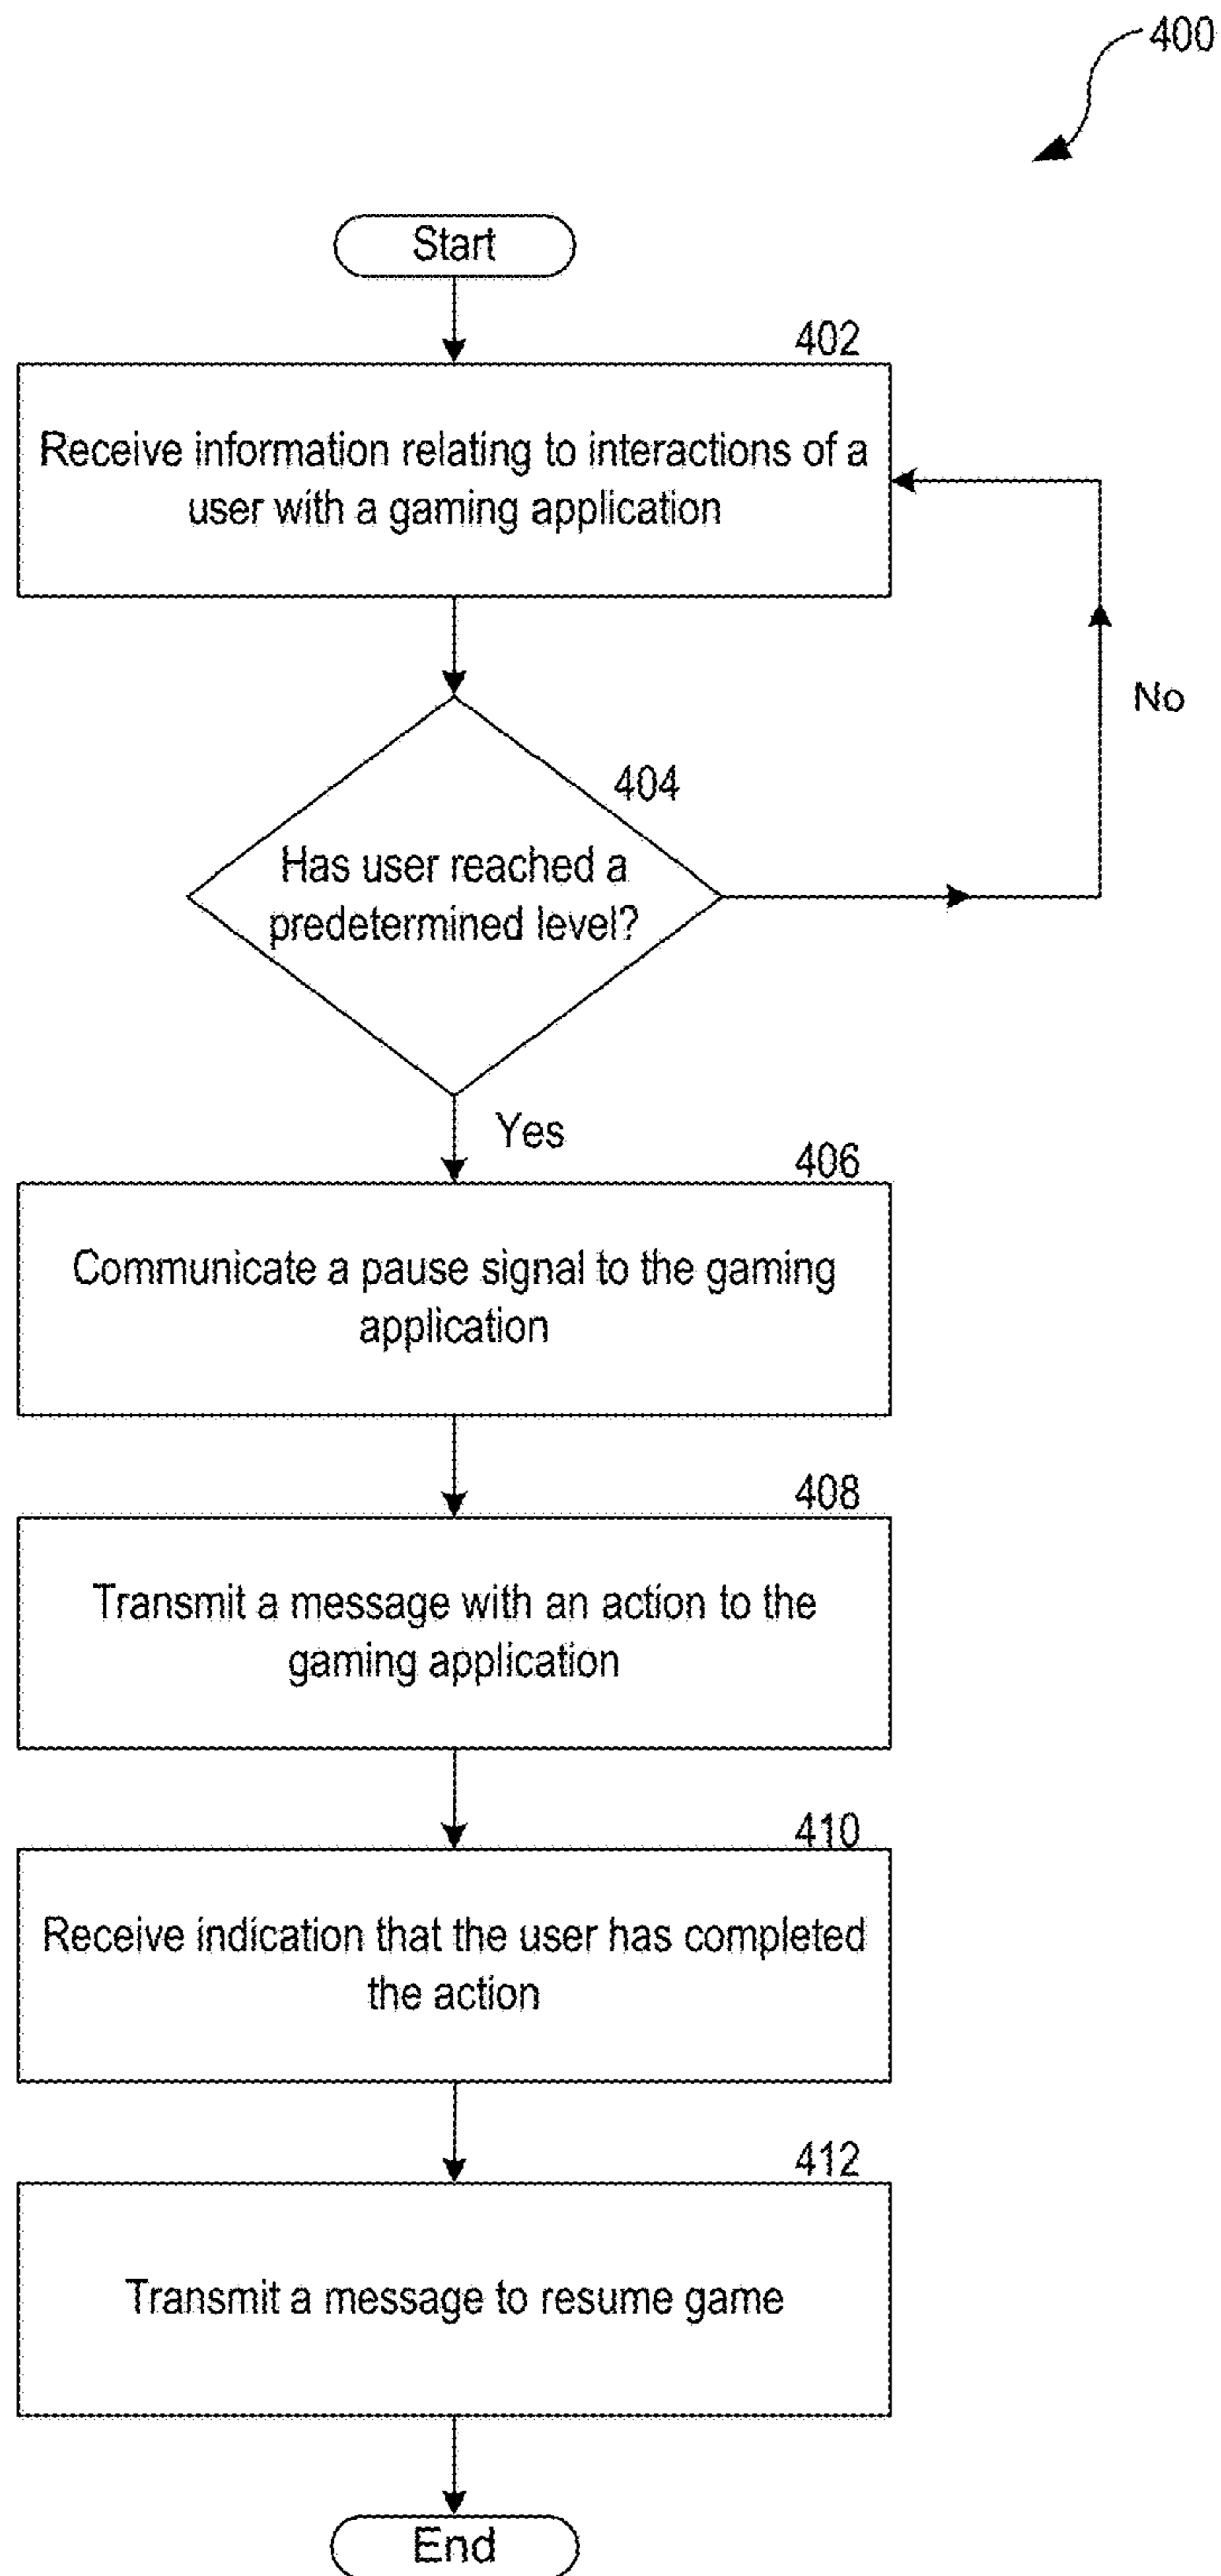 400
Start
402
Receive information relating to interactions of a
user with a gaming application
404
Has user reached a
predetermined level?
No
Yes
406
Communicate a pause signal to the gaming
application
408
Transmit a message with an action to the
gaming application
410
Receive indication that the user has completed
the action
412
Transmit a message to resume game
End